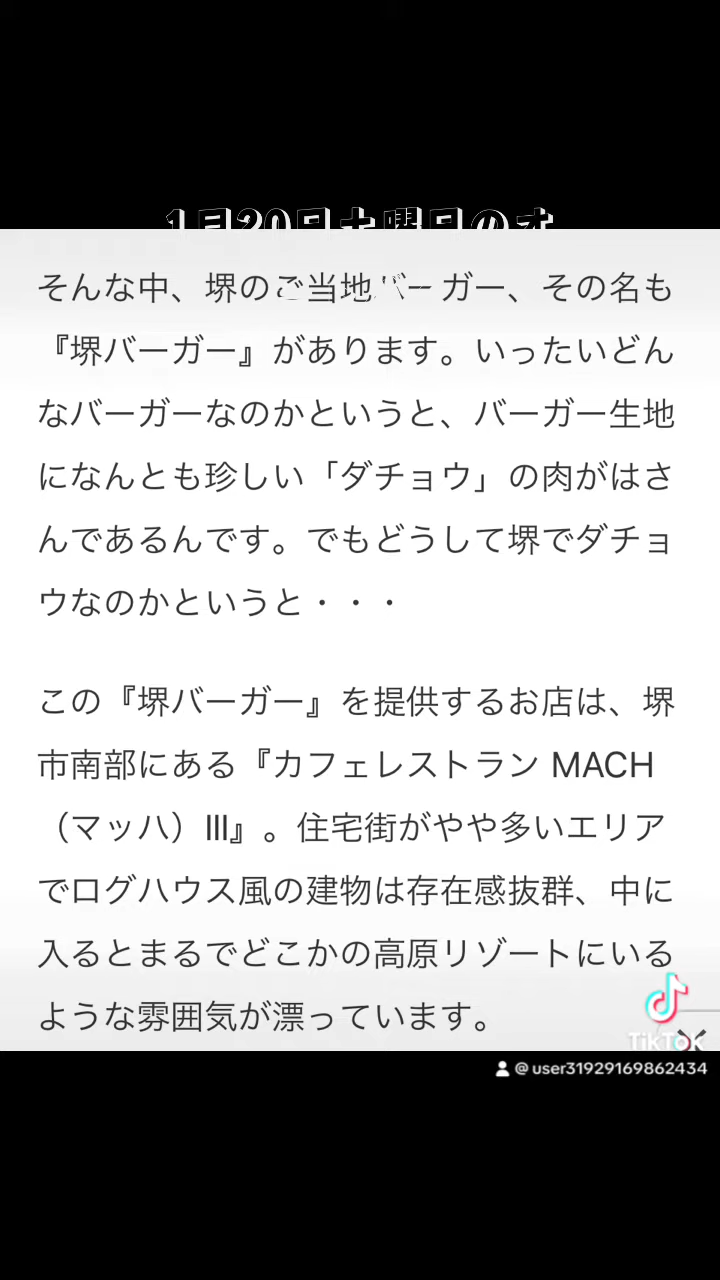 1月20日土曜日のオ
そんな中、堺のご当地バーガー、その名も
『堺バーガー』があります。いったいどん
なバーガーなのかというと、バーガー生地
になんとも珍しい「ダチョウ」の肉がはさ
んであるんです。でもどうして堺でダチョ
ウなのかというと・・・
この『堺バーガー』を提供するお店は、堺
市南部にある『カフェレストラン MACH
（マッハ）III』。住宅街がやや多いエリア
でログハウス風の建物は存在感抜群、中に
入るとまるでどこかの高原リゾートにいる
ような雰囲気が漂っています。
TikTok
@user31929169862434